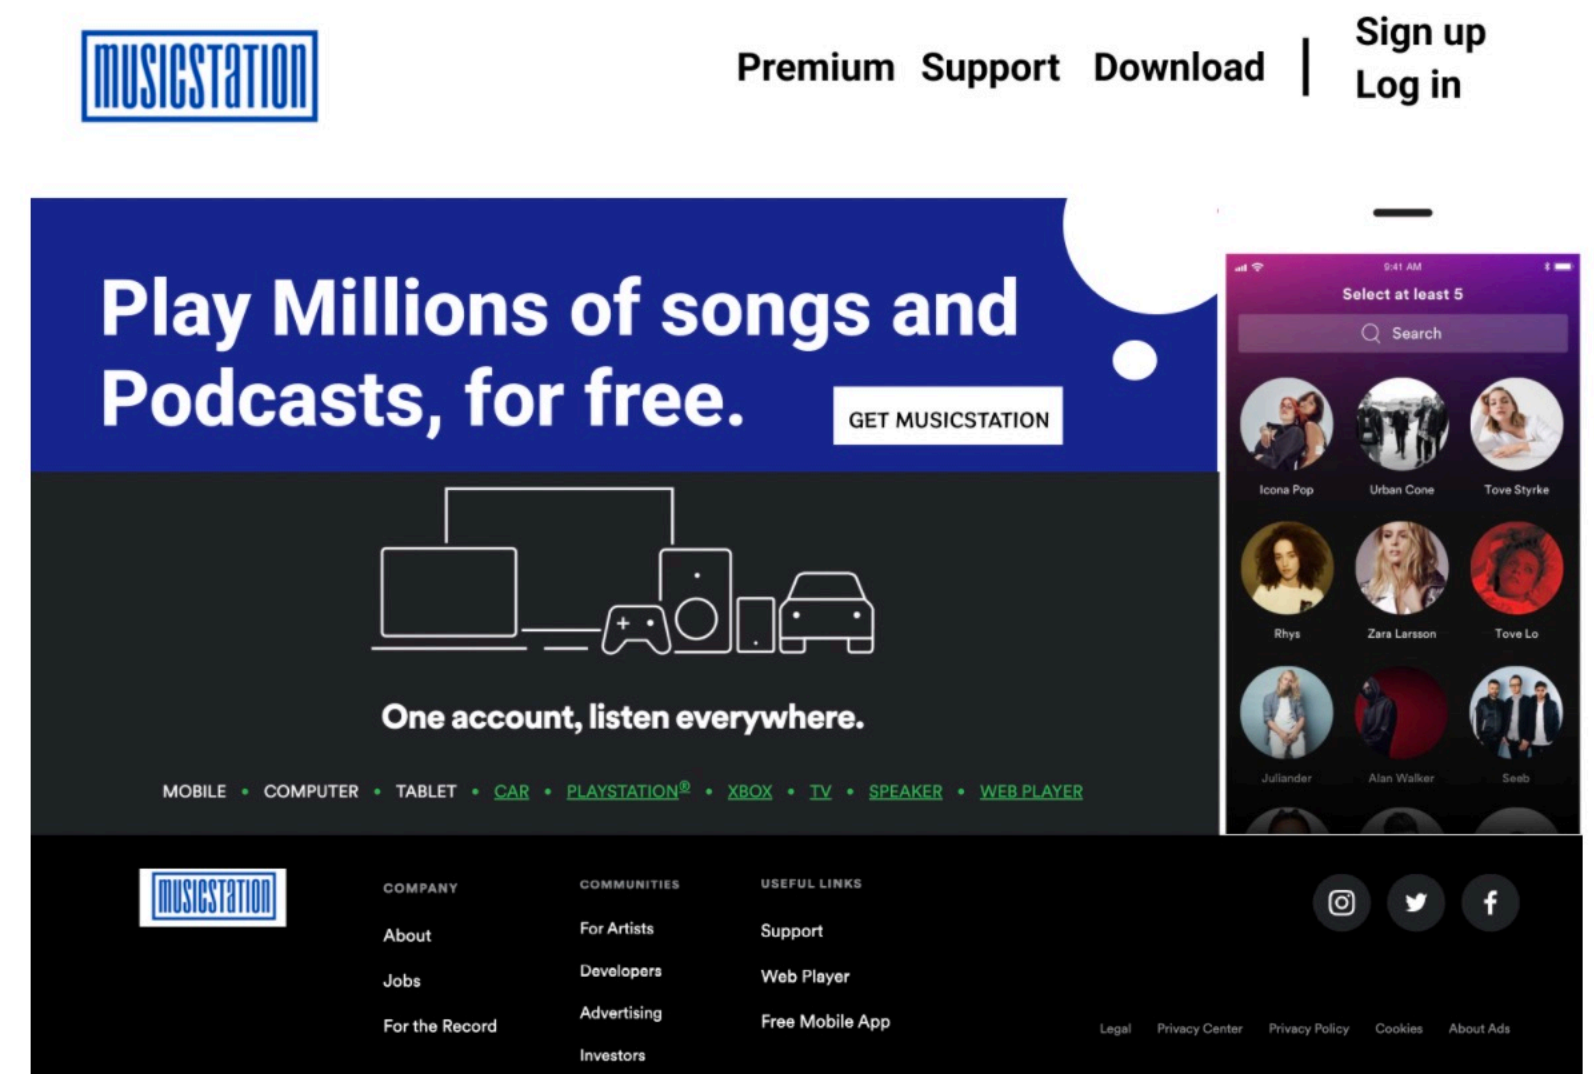 MUSICSTATION
Premium Support Download
Sign up
Log in
Play Millions of songs and
Podcasts, for free.
GET MUSICSTATION
9:41 AM
Select at least 5
Search
Icona Pop Urban Cone Tove Styrke
Rhys Zara Larsson Tove Lo
Juliander Alan Walker Seeb
One account, listen everywhere.
MOBILE • COMPUTER • TABLET • CAR • PLAYSTATION® • XBOX • TV • SPEAKER • WEB PLAYER
MUSICSTATION
COMPANY
About
Jobs
For the Record
COMMUNITIES
For Artists
Developers
Advertising
Investors
USEFUL LINKS
Support
Web Player
Free Mobile App
Legal Privacy Center Privacy Policy Cookies About Ads